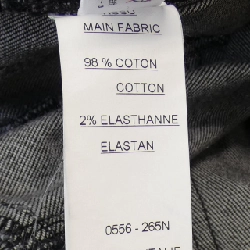 MAIN FABRIC
98 % COTON
COTTON
2% ELASTHANNE
ELASTAN
0556 - 265N